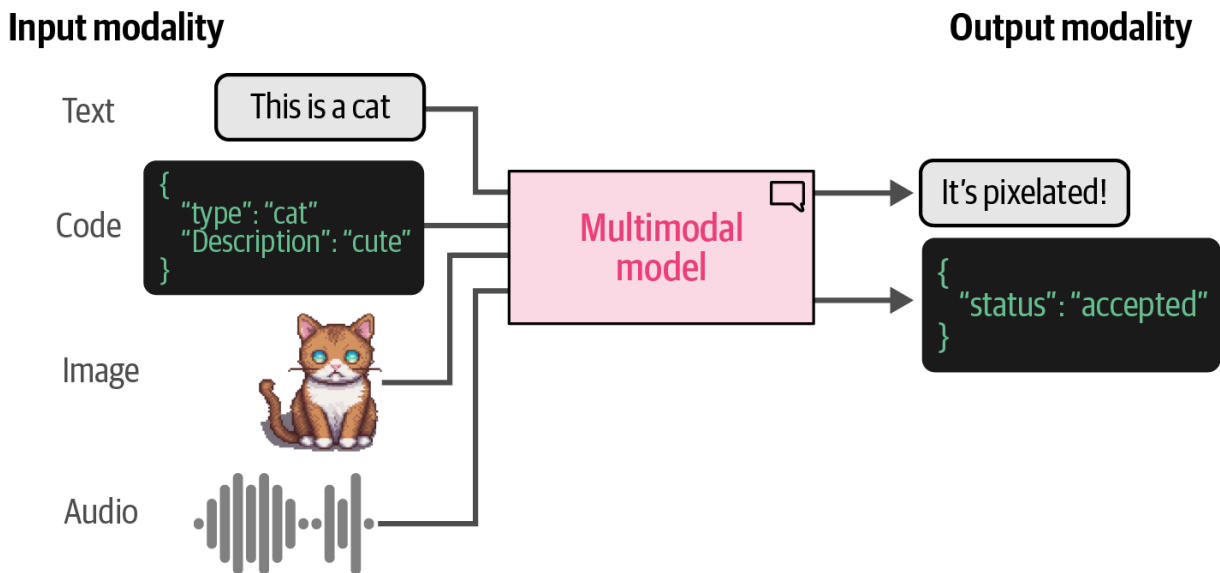 Input modality
Output modality
Text
This is a cat
Code
{
“type”: “cat”
“Description”: “cute”
}
Image
Audio
Multimodal
model
It’s pixelated!
{
“status”: “accepted”
}